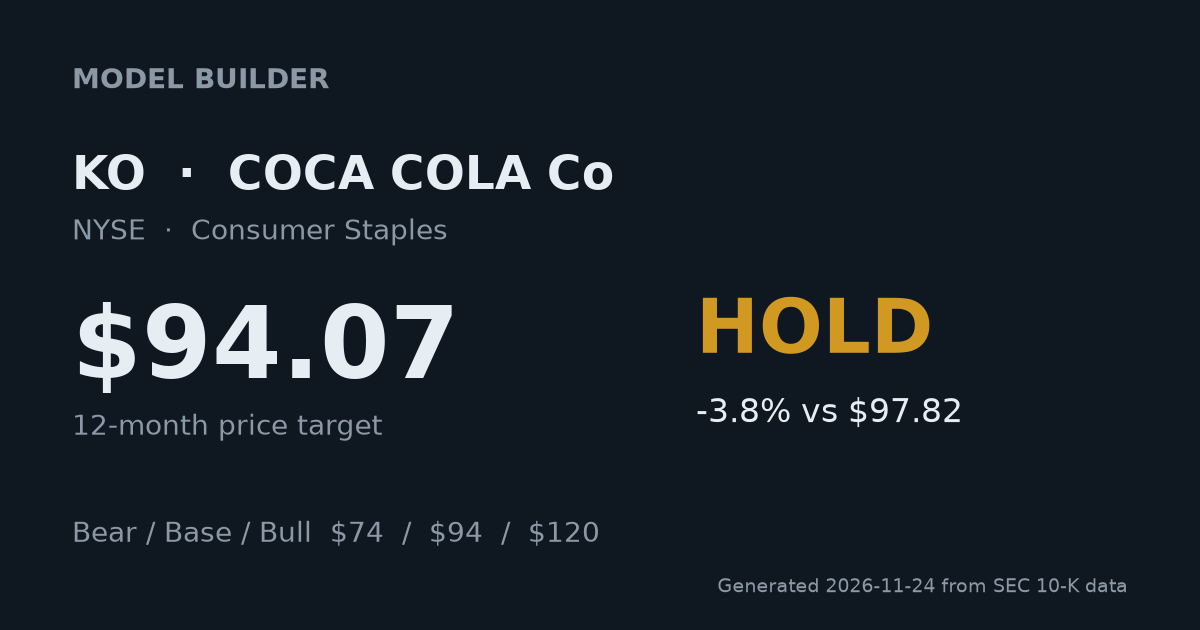 MODEL BUILDER
KO · COCA COLA Co
NYSE · Consumer Staples
$94.07
HOLD
12-month price target
-3.8% vs $97.82
Bear / Base / Bull $74 / $94 / $120
Generated 2026-11-24 from SEC 10-K data